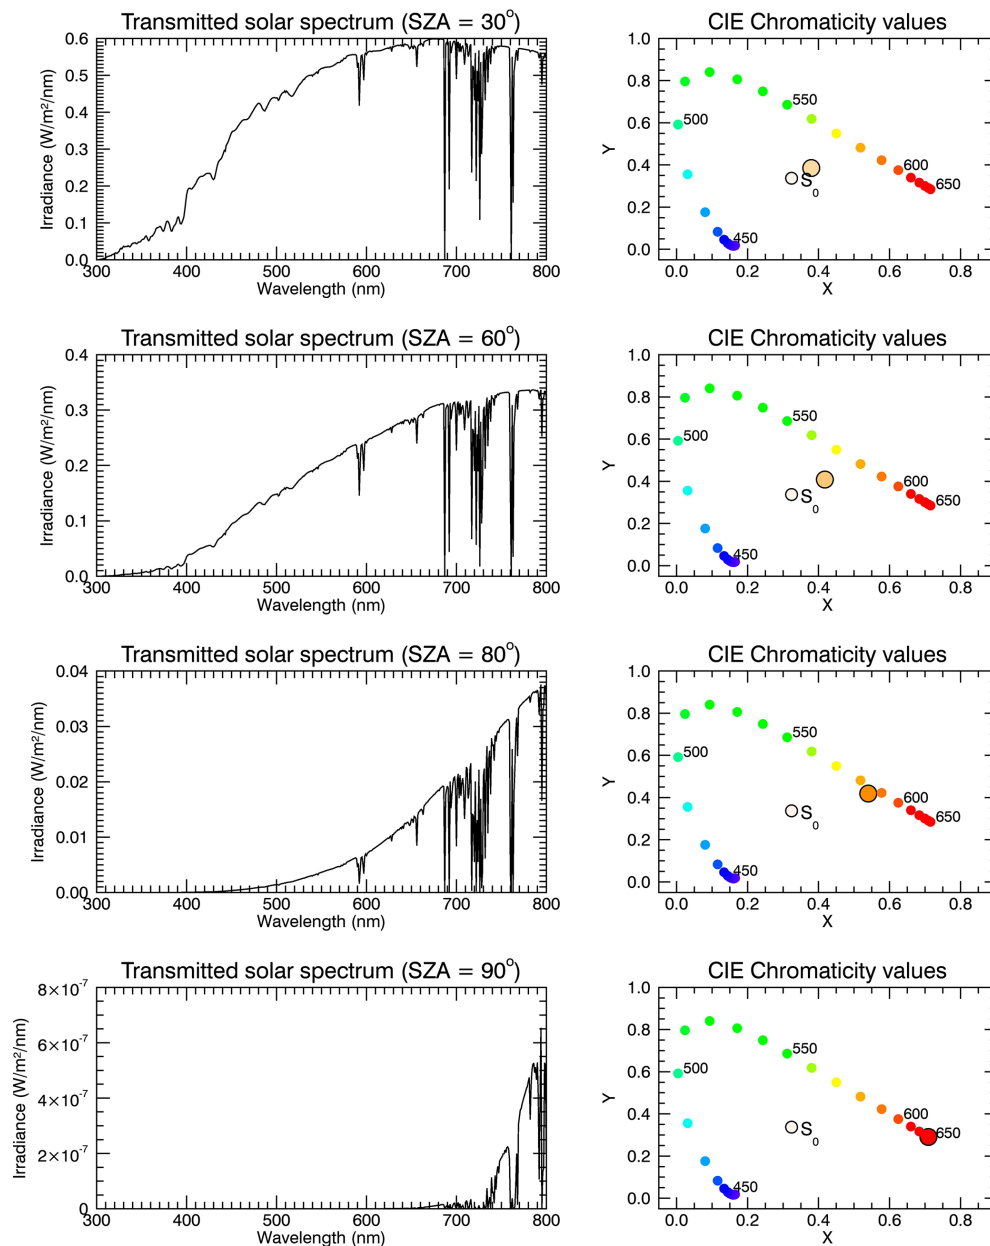 Transmitted solar spectrum (SZA = 30°)
CIE Chromaticity values
0.6
0.5
0.4
0.3
0.2
0.1
0.0
Irradiance (W/m²/nm)
300 400 500 600 700 800
Wavelength (nm)
1.0
0.8
0.6
0.4
0.2
0.0
Y
550
500
600
650
S₀
450
0.0 0.2 0.4 0.6 0.8
X
Transmitted solar spectrum (SZA = 60°)
CIE Chromaticity values
0.4
0.3
0.2
0.1
0.0
Irradiance (W/m²/nm)
300 400 500 600 700 800
Wavelength (nm)
1.0
0.8
0.6
0.4
0.2
0.0
Y
550
500
600
650
S₀
450
0.0 0.2 0.4 0.6 0.8
X
Transmitted solar spectrum (SZA = 80°)
CIE Chromaticity values
0.04
0.03
0.02
0.01
0.00
Irradiance (W/m²/nm)
300 400 500 600 700 800
Wavelength (nm)
1.0
0.8
0.6
0.4
0.2
0.0
Y
550
500
600
650
S₀
450
0.0 0.2 0.4 0.6 0.8
X
Transmitted solar spectrum (SZA = 90°)
CIE Chromaticity values
8×10⁻⁷
6×10⁻⁷
4×10⁻⁷
2×10⁻⁷
0
Irradiance (W/m²/nm)
300 400 500 600 700 800
Wavelength (nm)
1.0
0.8
0.6
0.4
0.2
0.0
Y
550
500
600
650
S₀
450
0.0 0.2 0.4 0.6 0.8
X